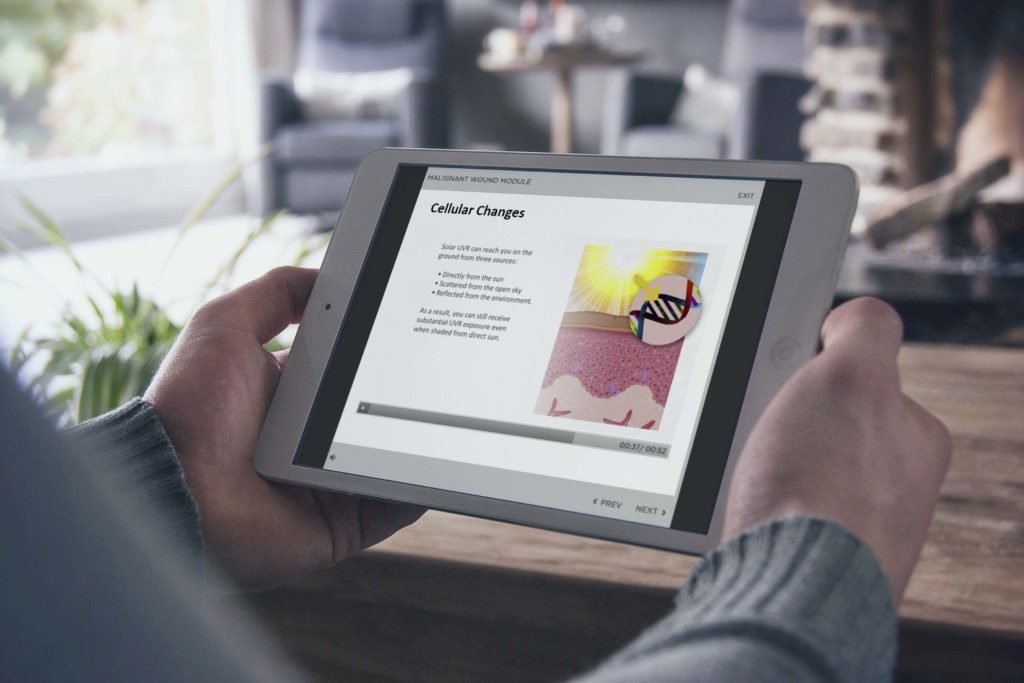 MALIGNANT WOUND MODULE
EXIT
Cellular Changes
Solar UVR can reach you on the
ground from three sources:
• Directly from the sun
• Scattered from the open sky
• Reflected from the environment.
As a result, you can still receive
substantial UVR exposure even
when shaded from direct sun.
00:37/ 00:52
PREV
NEXT